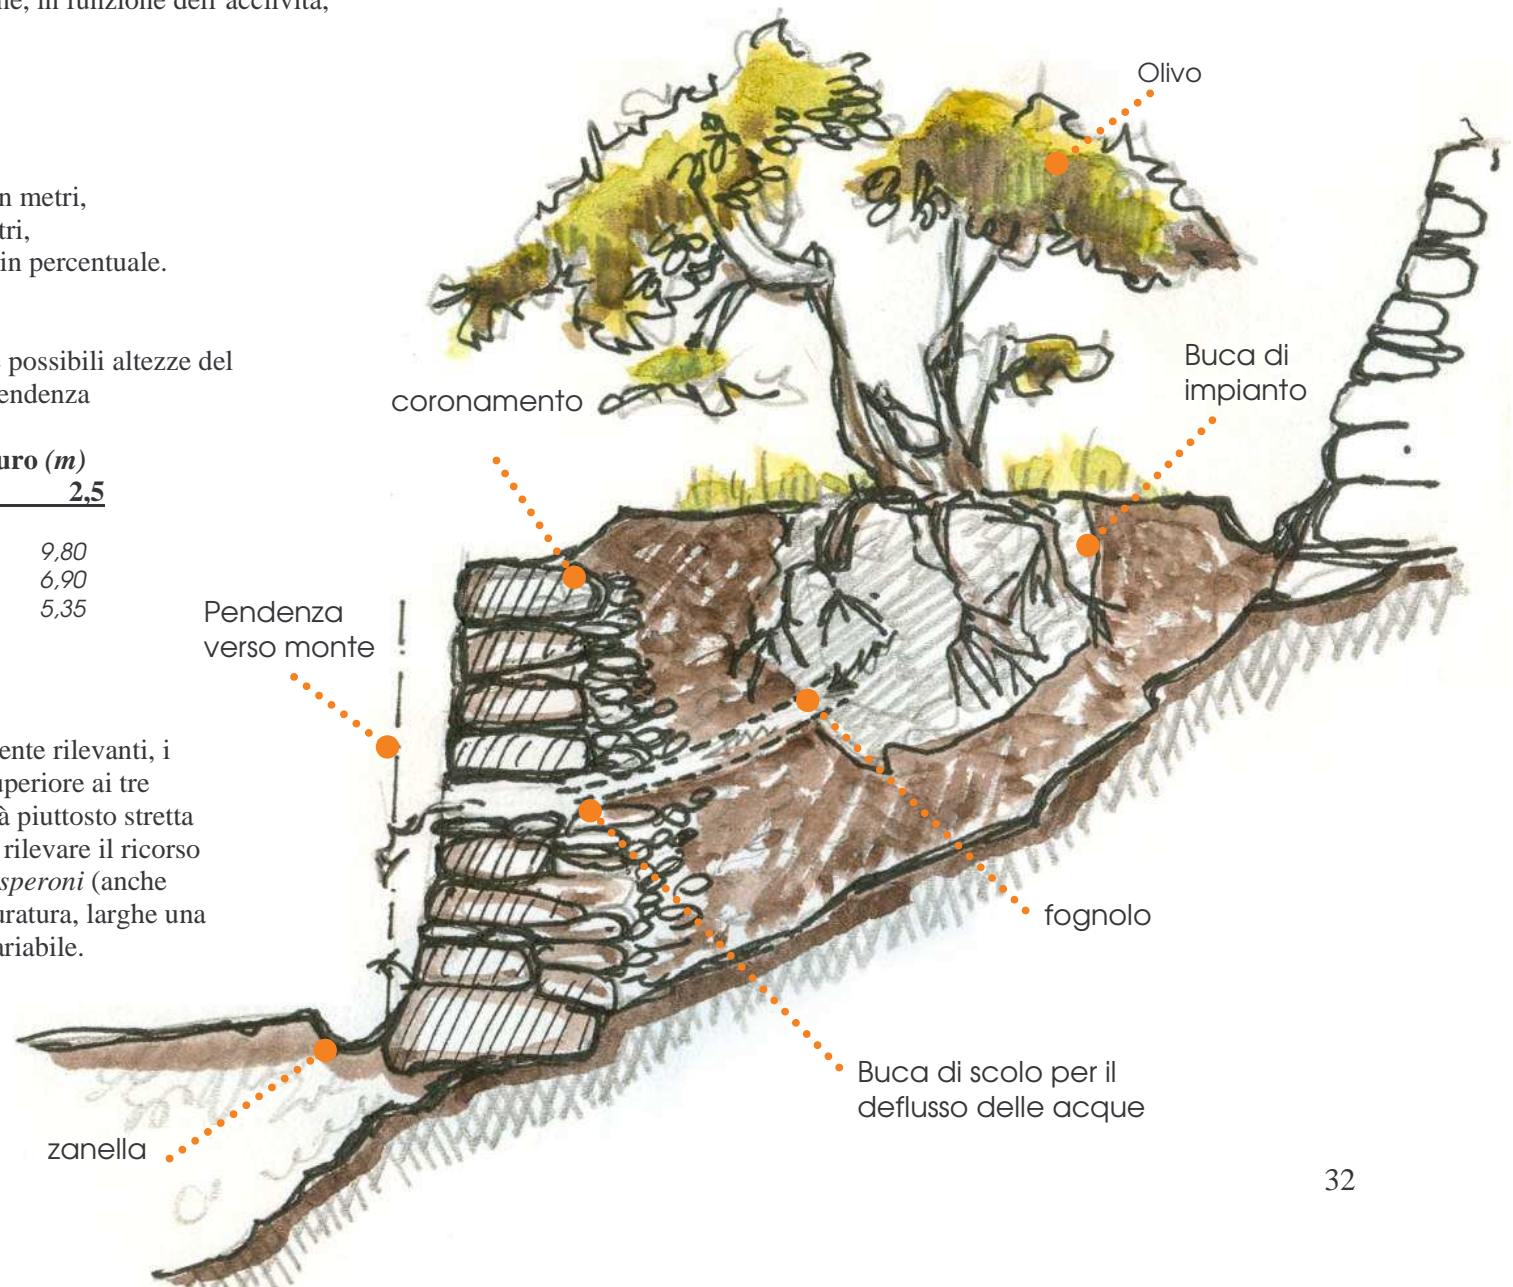 in funzione dell'acclività,
n metri,
tri,
in percentuale.
possibili altezze del
endenza
uro (m)
2,5
9,80
6,90
5,35
ente rilevanti, i
uperiore ai tre
à piuttosto stretta
rilevare il ricorso
speroni (anche
uratura, larghe una
ariabile.
Olivo
Buca di
impianto
coronamento
Pendenza
verso monte
fognolo
Buca di scolo per il
deflusso delle acque
zanella
32